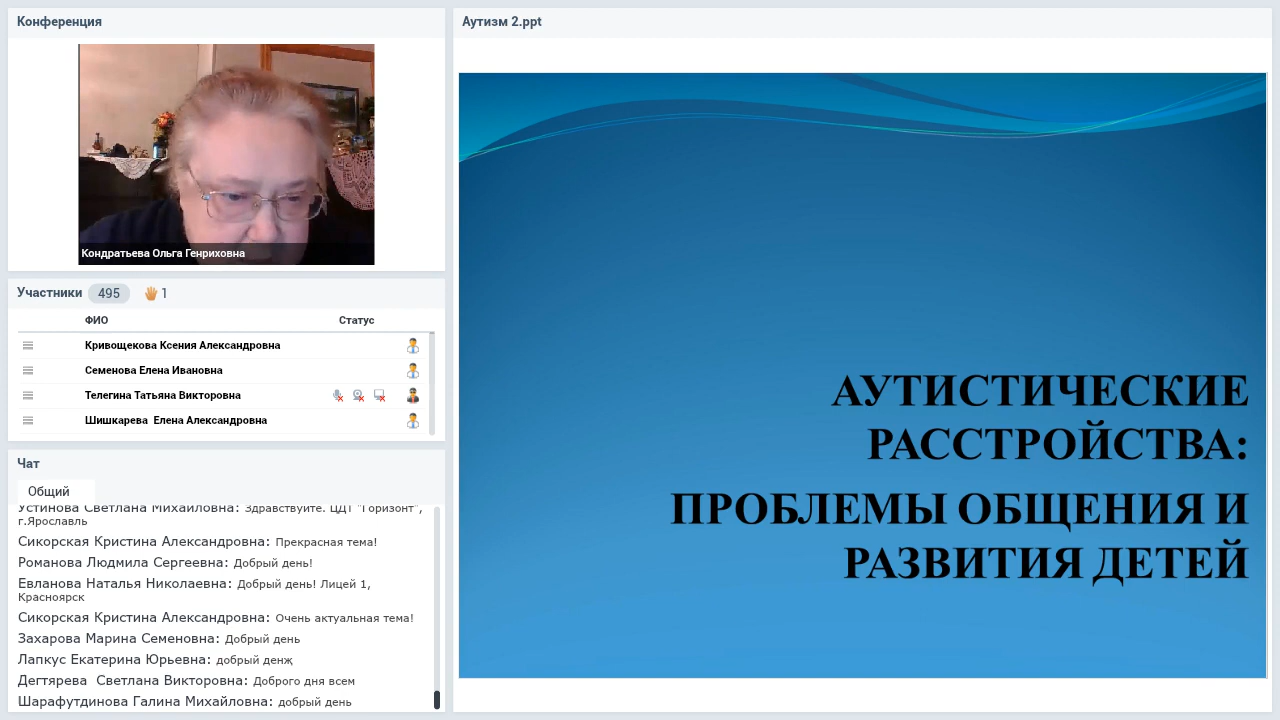 Конференция
Кондратьева Ольга Генриховна
Участники 495 1
ФИО Статус
Кривощекова Ксения Александровна
Семенова Елена Ивановна
Телегина Татьяна Викторовна
Шишкарева Елена Александровна
Чат
Общий
Устинова Светлана Михайловна: Здравствуйте. ЦДТ "Горизонт",
г.Ярославль
Сикорская Кристина Александровна: Прекрасная тема!
Романова Людмила Сергеевна: Добрый день!
Евланова Наталья Николаевна: Добрый день! Лицей 1,
Красноярск
Сикорская Кристина Александровна: Очень актуальная тема!
Захарова Марина Семеновна: Добрый день
Лапкус Екатерина Юрьевна: добрый денж
Дегтярева Светлана Викторовна: Доброго дня всем
Шарафутдинова Галина Михайловна: добрый день
Аутизм 2.ppt
АУТИСТИЧЕСКИЕ
РАССТРОЙСТВА:
ПРОБЛЕМЫ ОБЩЕНИЯ И
РАЗВИТИЯ ДЕТЕЙ